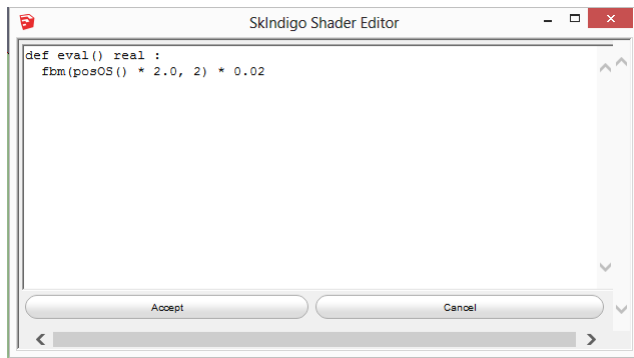 SkIndigo Shader Editor
def eval() real :
  fbm(posOS() * 2.0, 2) * 0.02
Accept
Cancel